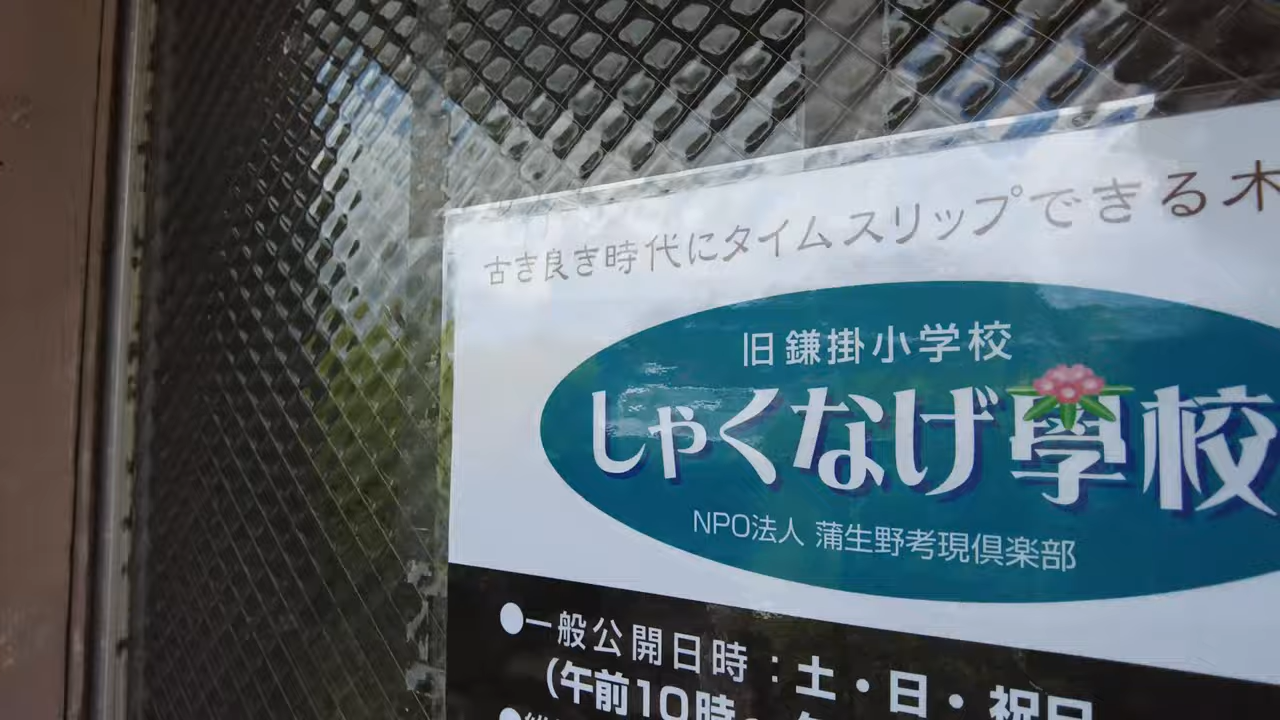 古き良き時代にタイムスリップできる木
旧鎌掛小学校
しゃくなげ學校
NPO法人 蒲生野考現倶楽部
●一般公開日時：土・日・祝日
(午前10時